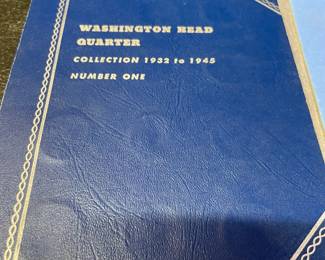 WASHINGTON HEAD
QUARTER
COLLECTION 1932 to 1945
NUMBER ONE